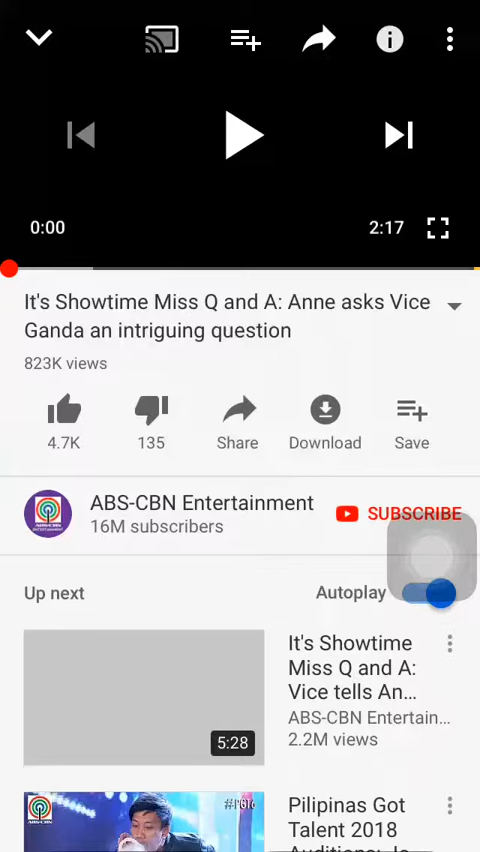 0:00
2:17
It's Showtime Miss Q and A: Anne asks Vice
Ganda an intriguing question
823K views
4.7K
135
Share
Download
Save
ABS-CBN Entertainment
16M subscribers
SUBSCRIBE
Up next
Autoplay
5:28
It's Showtime
Miss Q and A:
Vice tells An...
ABS-CBN Entertain...
2.2M views
Pilipinas Got
Talent 2018